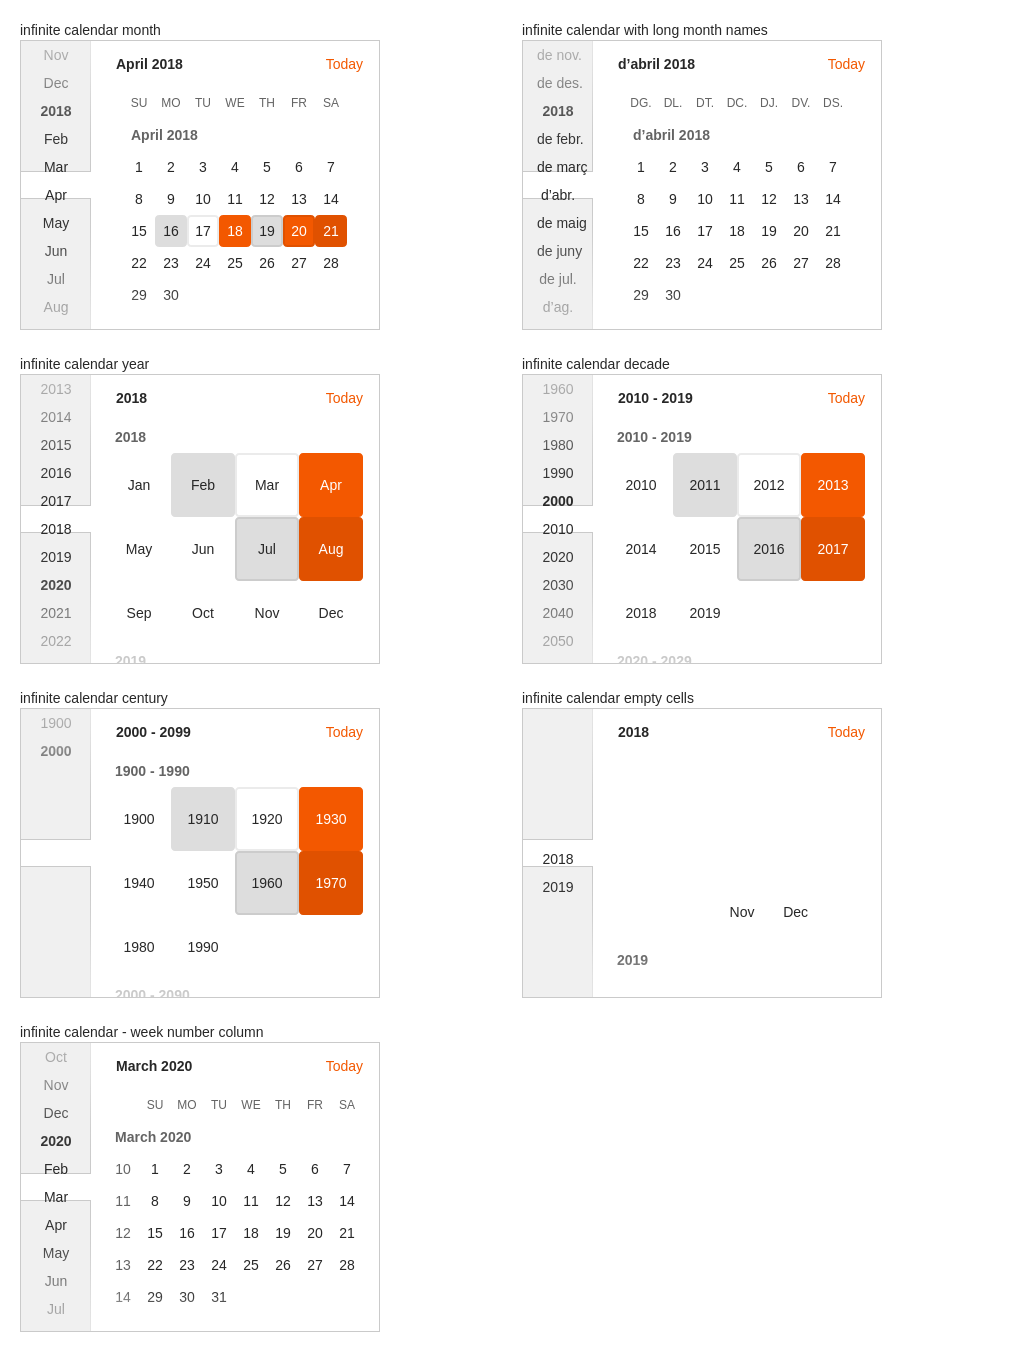 infinite calendar month
Nov
Dec
2018
Feb
Mar
Apr
May
Jun
Jul
Aug
April 2018 Today
SU MO TU WE TH FR SA
April 2018
1 2 3 4 5 6 7
8 9 10 11 12 13 14
15 16 17 18 19 20 21
22 23 24 25 26 27 28
29 30
infinite calendar with long month names
de nov.
de des.
2018
de febr.
de març
d’abr.
de maig
de juny
de jul.
d’ag.
d’abril 2018 Today
DG. DL. DT. DC. DJ. DV. DS.
d’abril 2018
1 2 3 4 5 6 7
8 9 10 11 12 13 14
15 16 17 18 19 20 21
22 23 24 25 26 27 28
29 30
infinite calendar year
2013
2014
2015
2016
2017
2018
2019
2020
2021
2022
2018 Today
2018
Jan Feb Mar Apr
May Jun Jul Aug
Sep Oct Nov Dec
2019
infinite calendar decade
1960
1970
1980
1990
2000
2010
2020
2030
2040
2050
2010 - 2019 Today
2010 - 2019
2010 2011 2012 2013
2014 2015 2016 2017
2018 2019
2020 - 2029
infinite calendar century
1900
2000
2000 - 2099 Today
1900 - 1990
1900 1910 1920 1930
1940 1950 1960 1970
1980 1990
2000 - 2090
infinite calendar empty cells
2018
2019
2018 Today
Nov Dec
2019
infinite calendar - week number column
Oct
Nov
Dec
2020
Feb
Mar
Apr
May
Jun
Jul
March 2020 Today
SU MO TU WE TH FR SA
March 2020
10 1 2 3 4 5 6 7
11 8 9 10 11 12 13 14
12 15 16 17 18 19 20 21
13 22 23 24 25 26 27 28
14 29 30 31